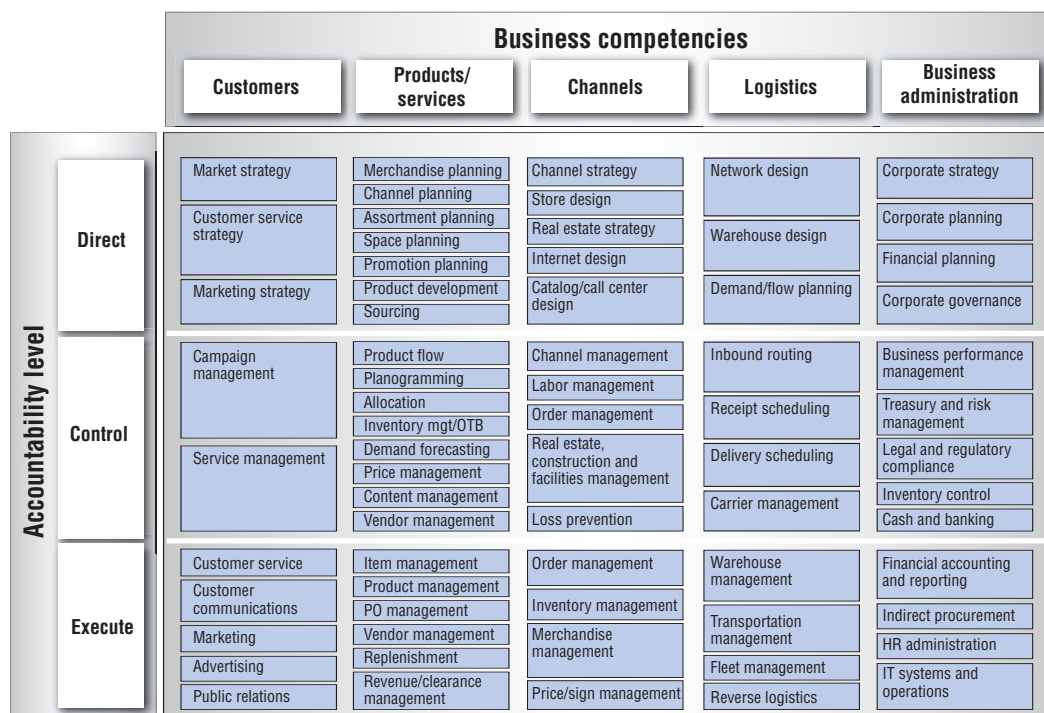 Business competencies
Customers
Products/
services
Channels
Logistics
Business
administration
Accountability level
Direct
Market strategy
Customer service
strategy
Marketing strategy
Merchandise planning
Channel planning
Assortment planning
Space planning
Promotion planning
Product development
Sourcing
Channel strategy
Store design
Real estate strategy
Internet design
Catalog/call center
design
Network design
Warehouse design
Demand/flow planning
Corporate strategy
Corporate planning
Financial planning
Corporate governance
Control
Campaign
management
Service management
Product flow
Planogramming
Allocation
Inventory mgt/OTB
Demand forecasting
Price management
Content management
Vendor management
Channel management
Labor management
Order management
Real estate,
construction and
facilities management
Loss prevention
Inbound routing
Receipt scheduling
Delivery scheduling
Carrier management
Business performance
management
Treasury and risk
management
Legal and regulatory
compliance
Inventory control
Cash and banking
Execute
Customer service
Customer
communications
Marketing
Advertising
Public relations
Item management
Product management
PO management
Vendor management
Replenishment
Revenue/clearance
management
Order management
Inventory management
Merchandise
management
Price/sign management
Warehouse
management
Transportation
management
Fleet management
Reverse logistics
Financial accounting
and reporting
Indirect procurement
HR administration
IT systems and
operations